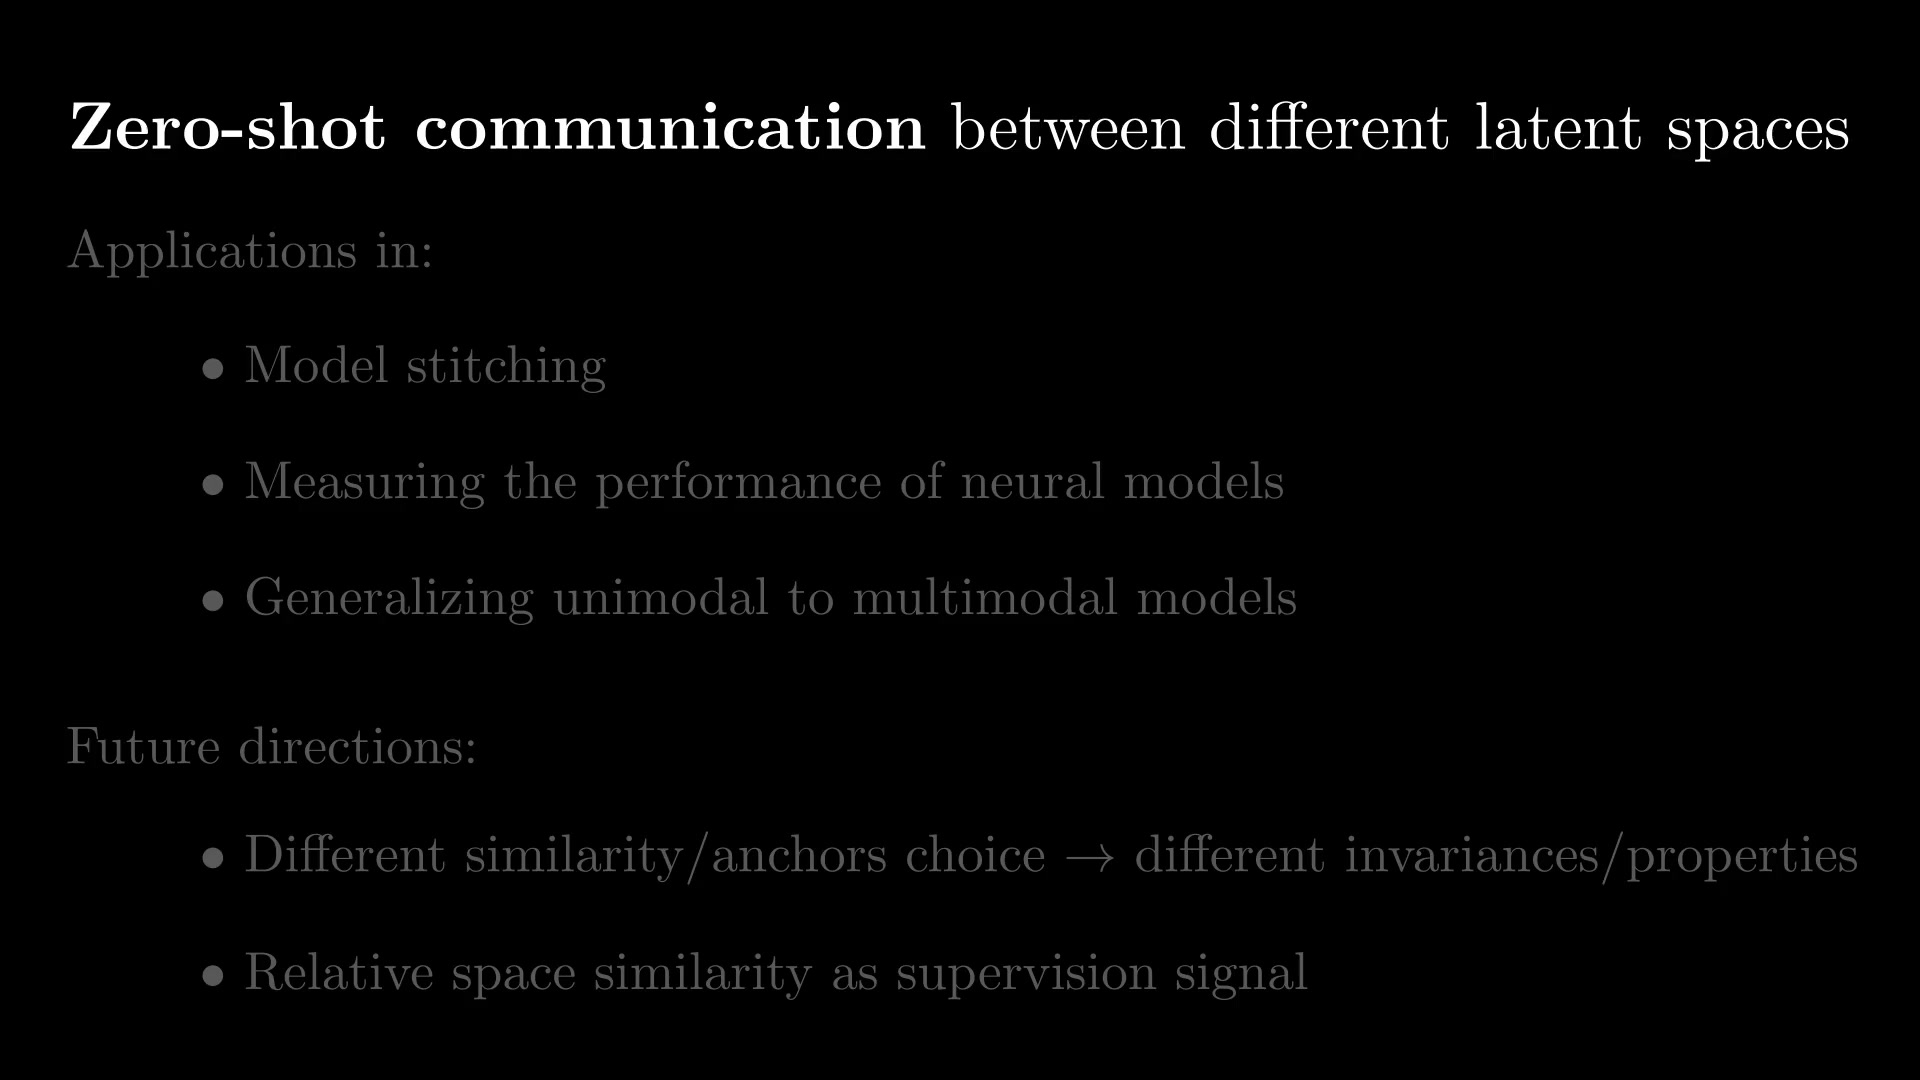 Zero-shot communication between different latent spaces
Applications in:
• Model stitching
• Measuring the performance of neural models
• Generalizing unimodal to multimodal models
Future directions:
• Different similarity/anchors choice → different invariances/properties
• Relative space similarity as supervision signal